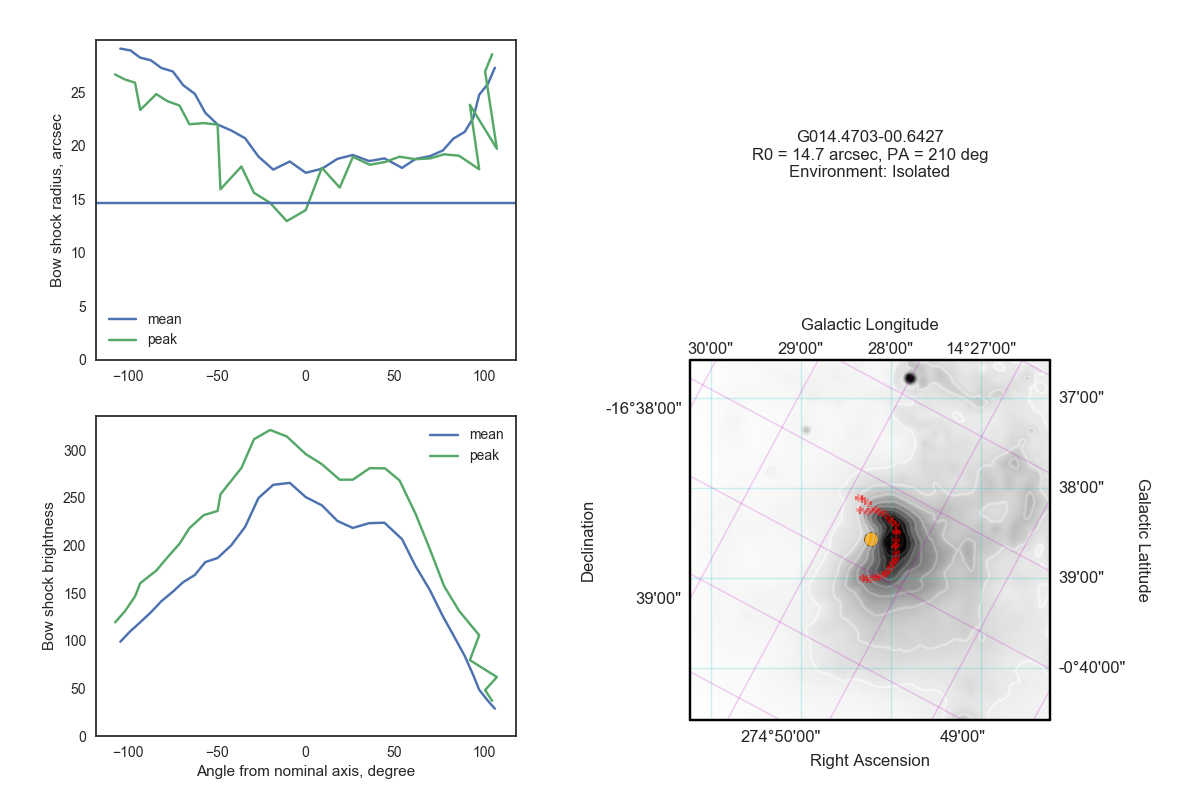 Bow shock radius, arcsec
25
20
15
10
5
0
mean
peak
−100
−50
0
50
100
G014.4703-00.6427
R0 = 14.7 arcsec, PA = 210 deg
Environment: Isolated
Bow shock brightness
300
250
200
150
100
50
0
mean
peak
−100
−50
0
50
100
Angle from nominal axis, degree
Galactic Longitude
30'00"
29'00"
28'00"
14°27'00"
-16°38'00"
39'00"
Declination
37'00"
38'00"
39'00"
-0°40'00"
Galactic Latitude
274°50'00"
49'00"
Right Ascension